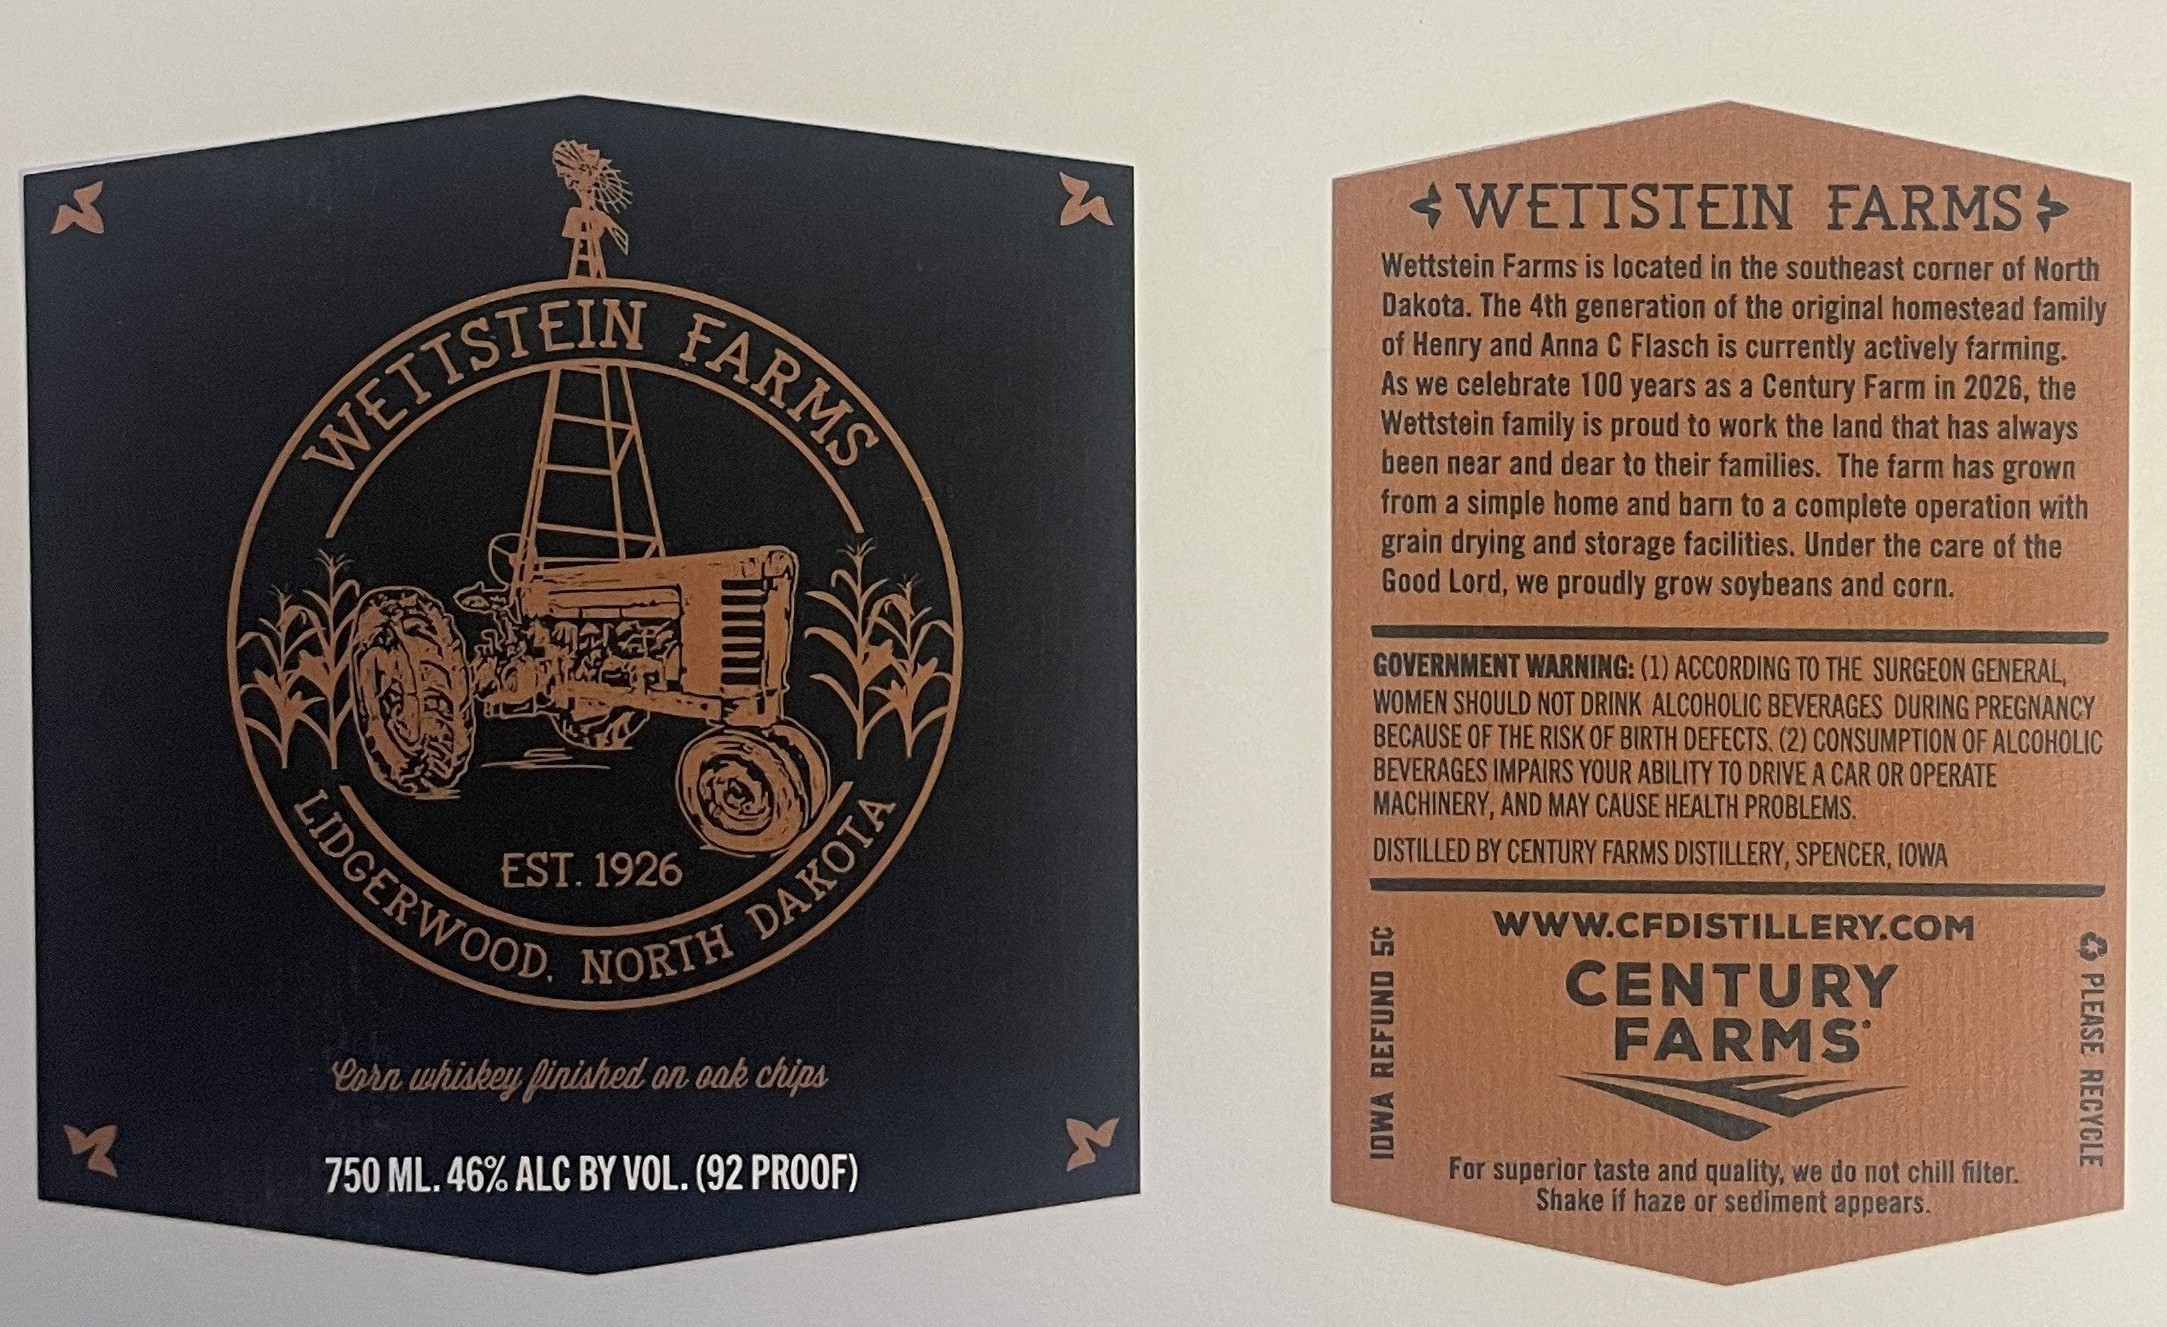 WETTSTEIN FARMS
EST. 1926
LIDGERWOOD, NORTH DAKOTA
Corn whiskey finished on oak chips
750 ML. 46% ALC BY VOL. (92 PROOF)
WETTSTEIN FARMS
Wettstein Farms is located in the southeast corner of North
Dakota. The 4th generation of the original homestead family
of Henry and Anna C Flasch is currently actively farming.
As we celebrate 100 years as a Century Farm in 2026, the
Wettstein family is proud to work the land that has always
been near and dear to their families. The farm has grown
from a simple home and barn to a complete operation with
grain drying and storage facilities. Under the care of the
Good Lord, we proudly grow soybeans and corn.
GOVERNMENT WARNING: (1) ACCORDING TO THE SURGEON GENERAL,
WOMEN SHOULD NOT DRINK ALCOHOLIC BEVERAGES DURING PREGNANCY
BECAUSE OF THE RISK OF BIRTH DEFECTS. (2) CONSUMPTION OF ALCOHOLIC
BEVERAGES IMPAIRS YOUR ABILITY TO DRIVE A CAR OR OPERATE
MACHINERY, AND MAY CAUSE HEALTH PROBLEMS.
DISTILLED BY CENTURY FARMS DISTILLERY, SPENCER, IOWA
WWW.CFDISTILLERY.COM
CENTURY
FARMS
IOWA REFUND 5¢
PLEASE RECYCLE
For superior taste and quality, we do not chill filter.
Shake if haze or sediment appears.